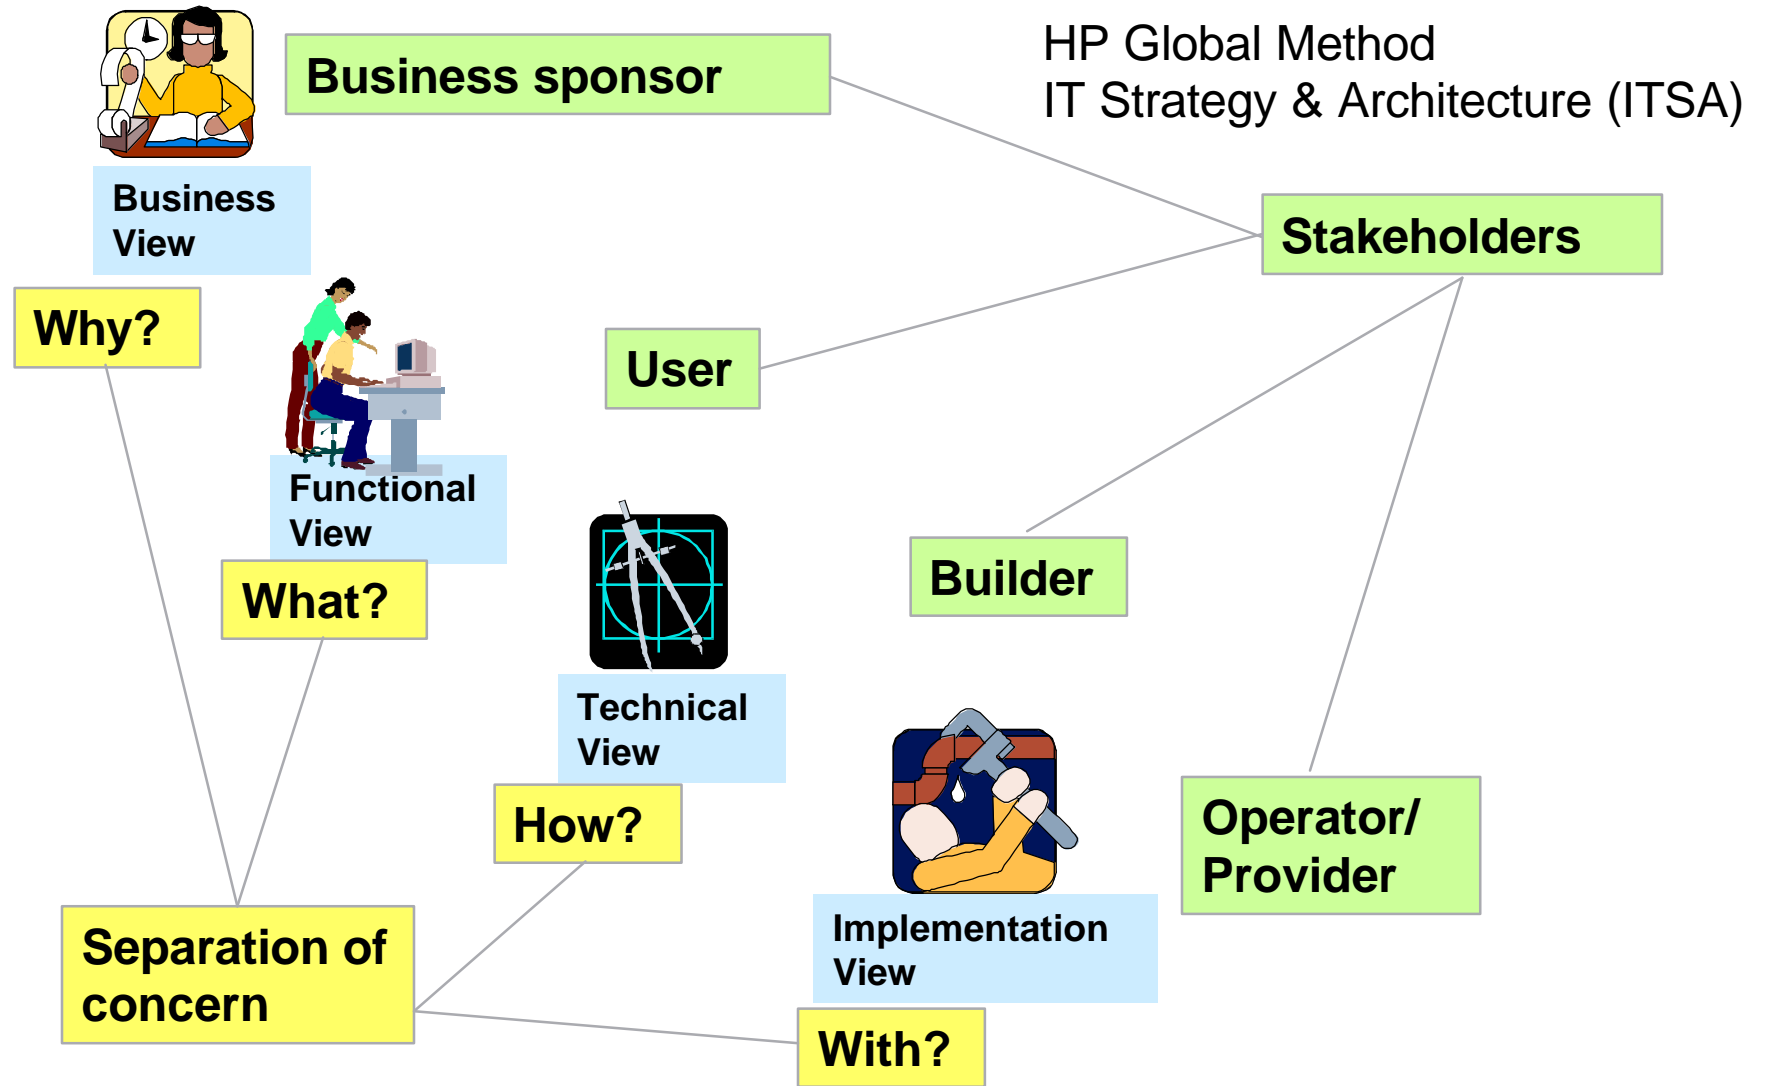 HP Global Method
IT Strategy & Architecture (ITSA)
Business sponsor
Stakeholders
Business
View
Why?
User
Functional
View
What?
Builder
Technical
View
How?
Operator/
Provider
Implementation
View
Separation of
concern
With?